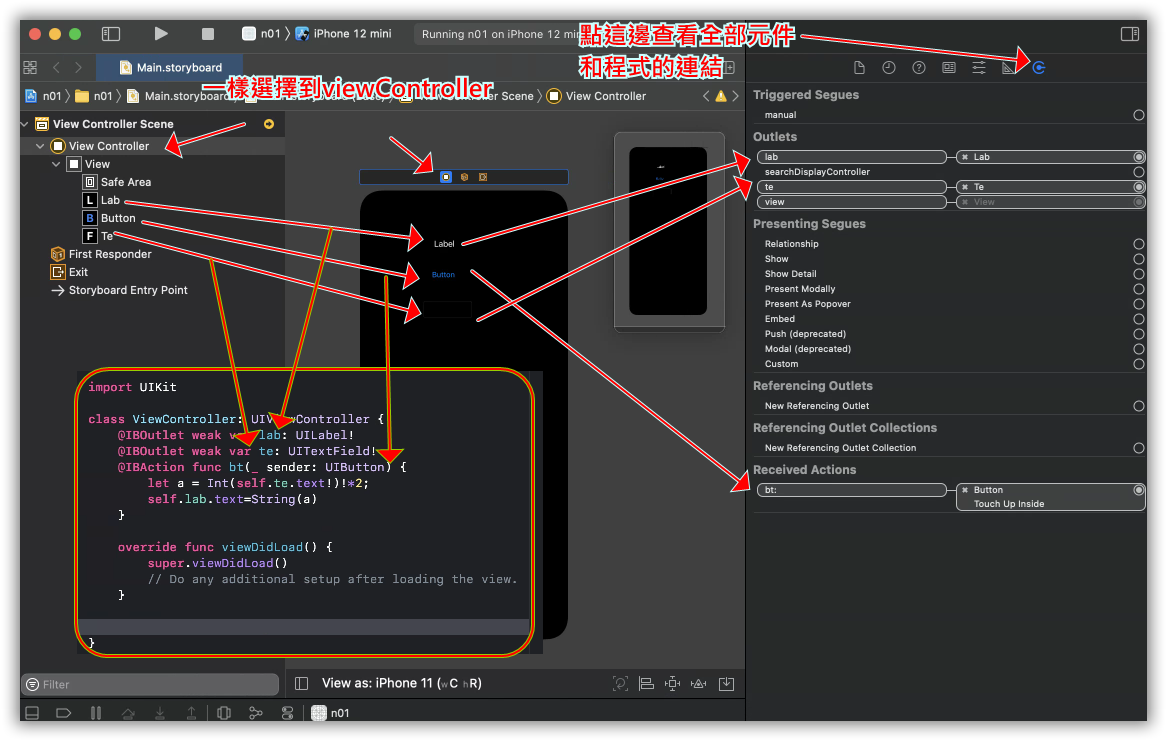 n01 〉 iPhone 12 mini
Running n01 on iPhone 12 mini
點這邊查看全部元件
和程式的連結
Main.storyboard
一樣選擇到viewController
n01 〉 n01 〉 Main.storyboard
View Controller Scene 〉 View Controller
View Controller Scene
View Controller
View
Safe Area
L Lab
B Button
F Te
First Responder
Exit
Storyboard Entry Point
Label
Button
import UIKit
class ViewController: UIViewController {
@IBOutlet weak var lab: UILabel!
@IBOutlet weak var te: UITextField!
@IBAction func bt(_ sender: UIButton) {
let a = Int(self.te.text!)!*2;
self.lab.text=String(a)
}
override func viewDidLoad() {
super.viewDidLoad()
// Do any additional setup after loading the view.
}
}
Filter
View as: iPhone 11 (wC hR)
n01
Triggered Segues
manual
Outlets
lab × Lab
searchDisplayController
te × Te
view × View
Presenting Segues
Relationship
Show
Show Detail
Present Modally
Present As Popover
Embed
Push (deprecated)
Modal (deprecated)
Custom
Referencing Outlets
New Referencing Outlet
Referencing Outlet Collections
New Referencing Outlet Collection
Received Actions
bt: × Button
Touch Up Inside